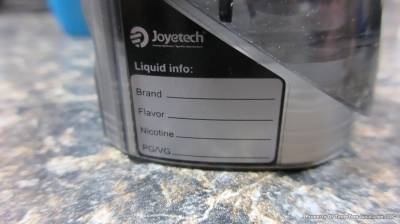 Joyetech®
Liquid info:
Brand
Flavor
Nicotine
PG/VG